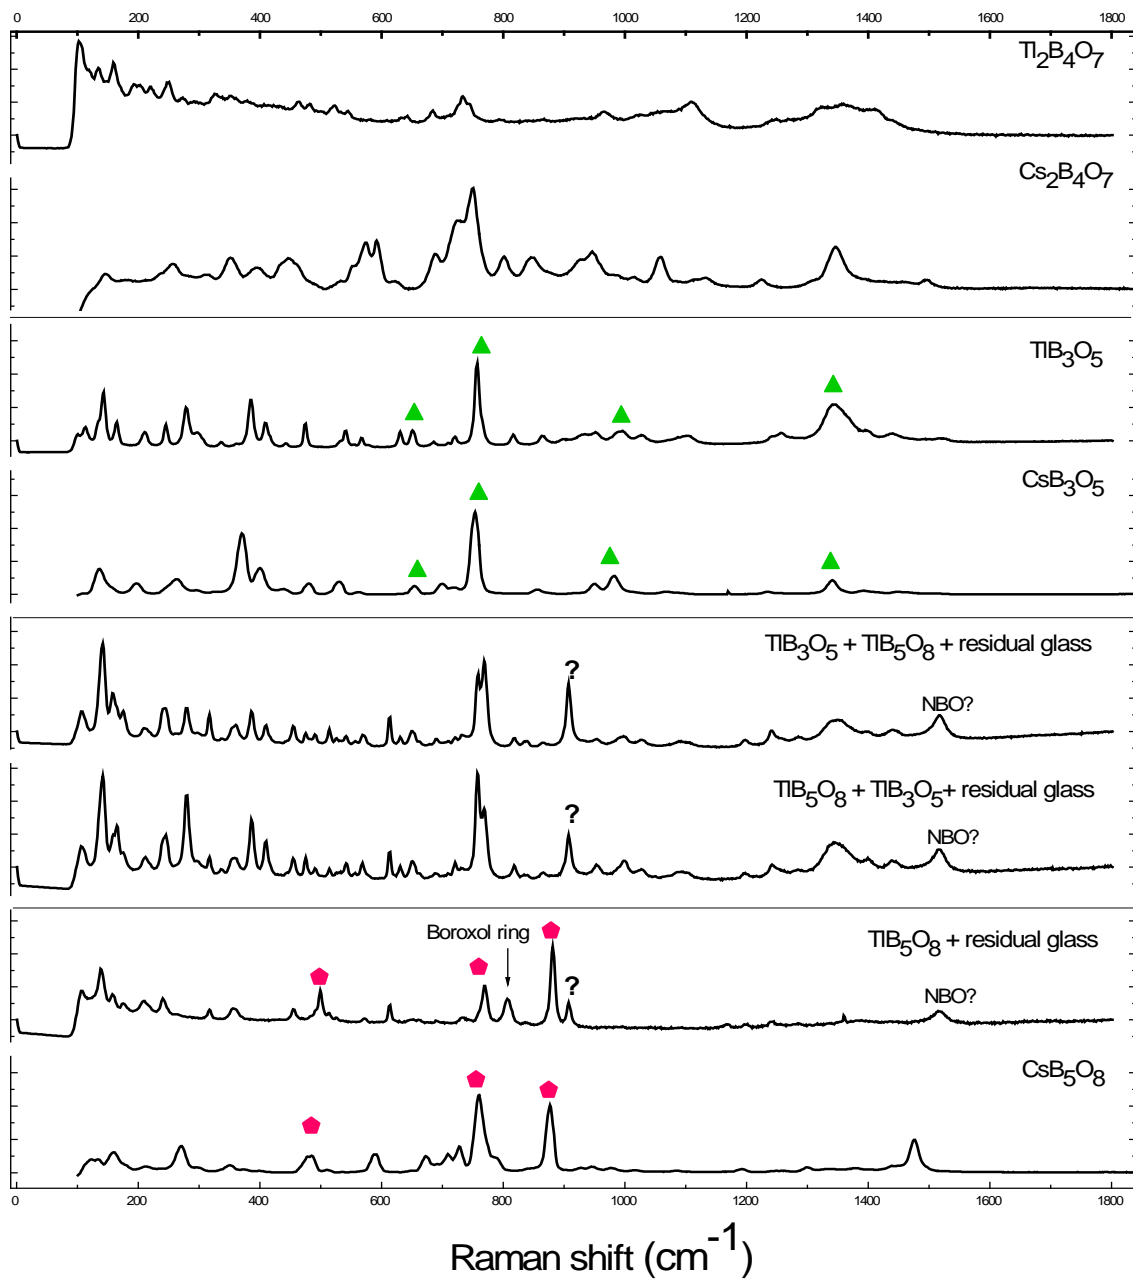 0 200 400 600 800 1000 1200 1400 1600 1800
Tl2B4O7
Cs2B4O7
TlB3O5
CsB3O5
TlB3O5 + TlB5O8 + residual glass
?
NBO?
TlB5O8 + TlB3O5+ residual glass
?
NBO?
Boroxol ring
TlB5O8 + residual glass
?
NBO?
CsB5O8
0 200 400 600 800 1000 1200 1400 1600 1800
Raman shift (cm-1)